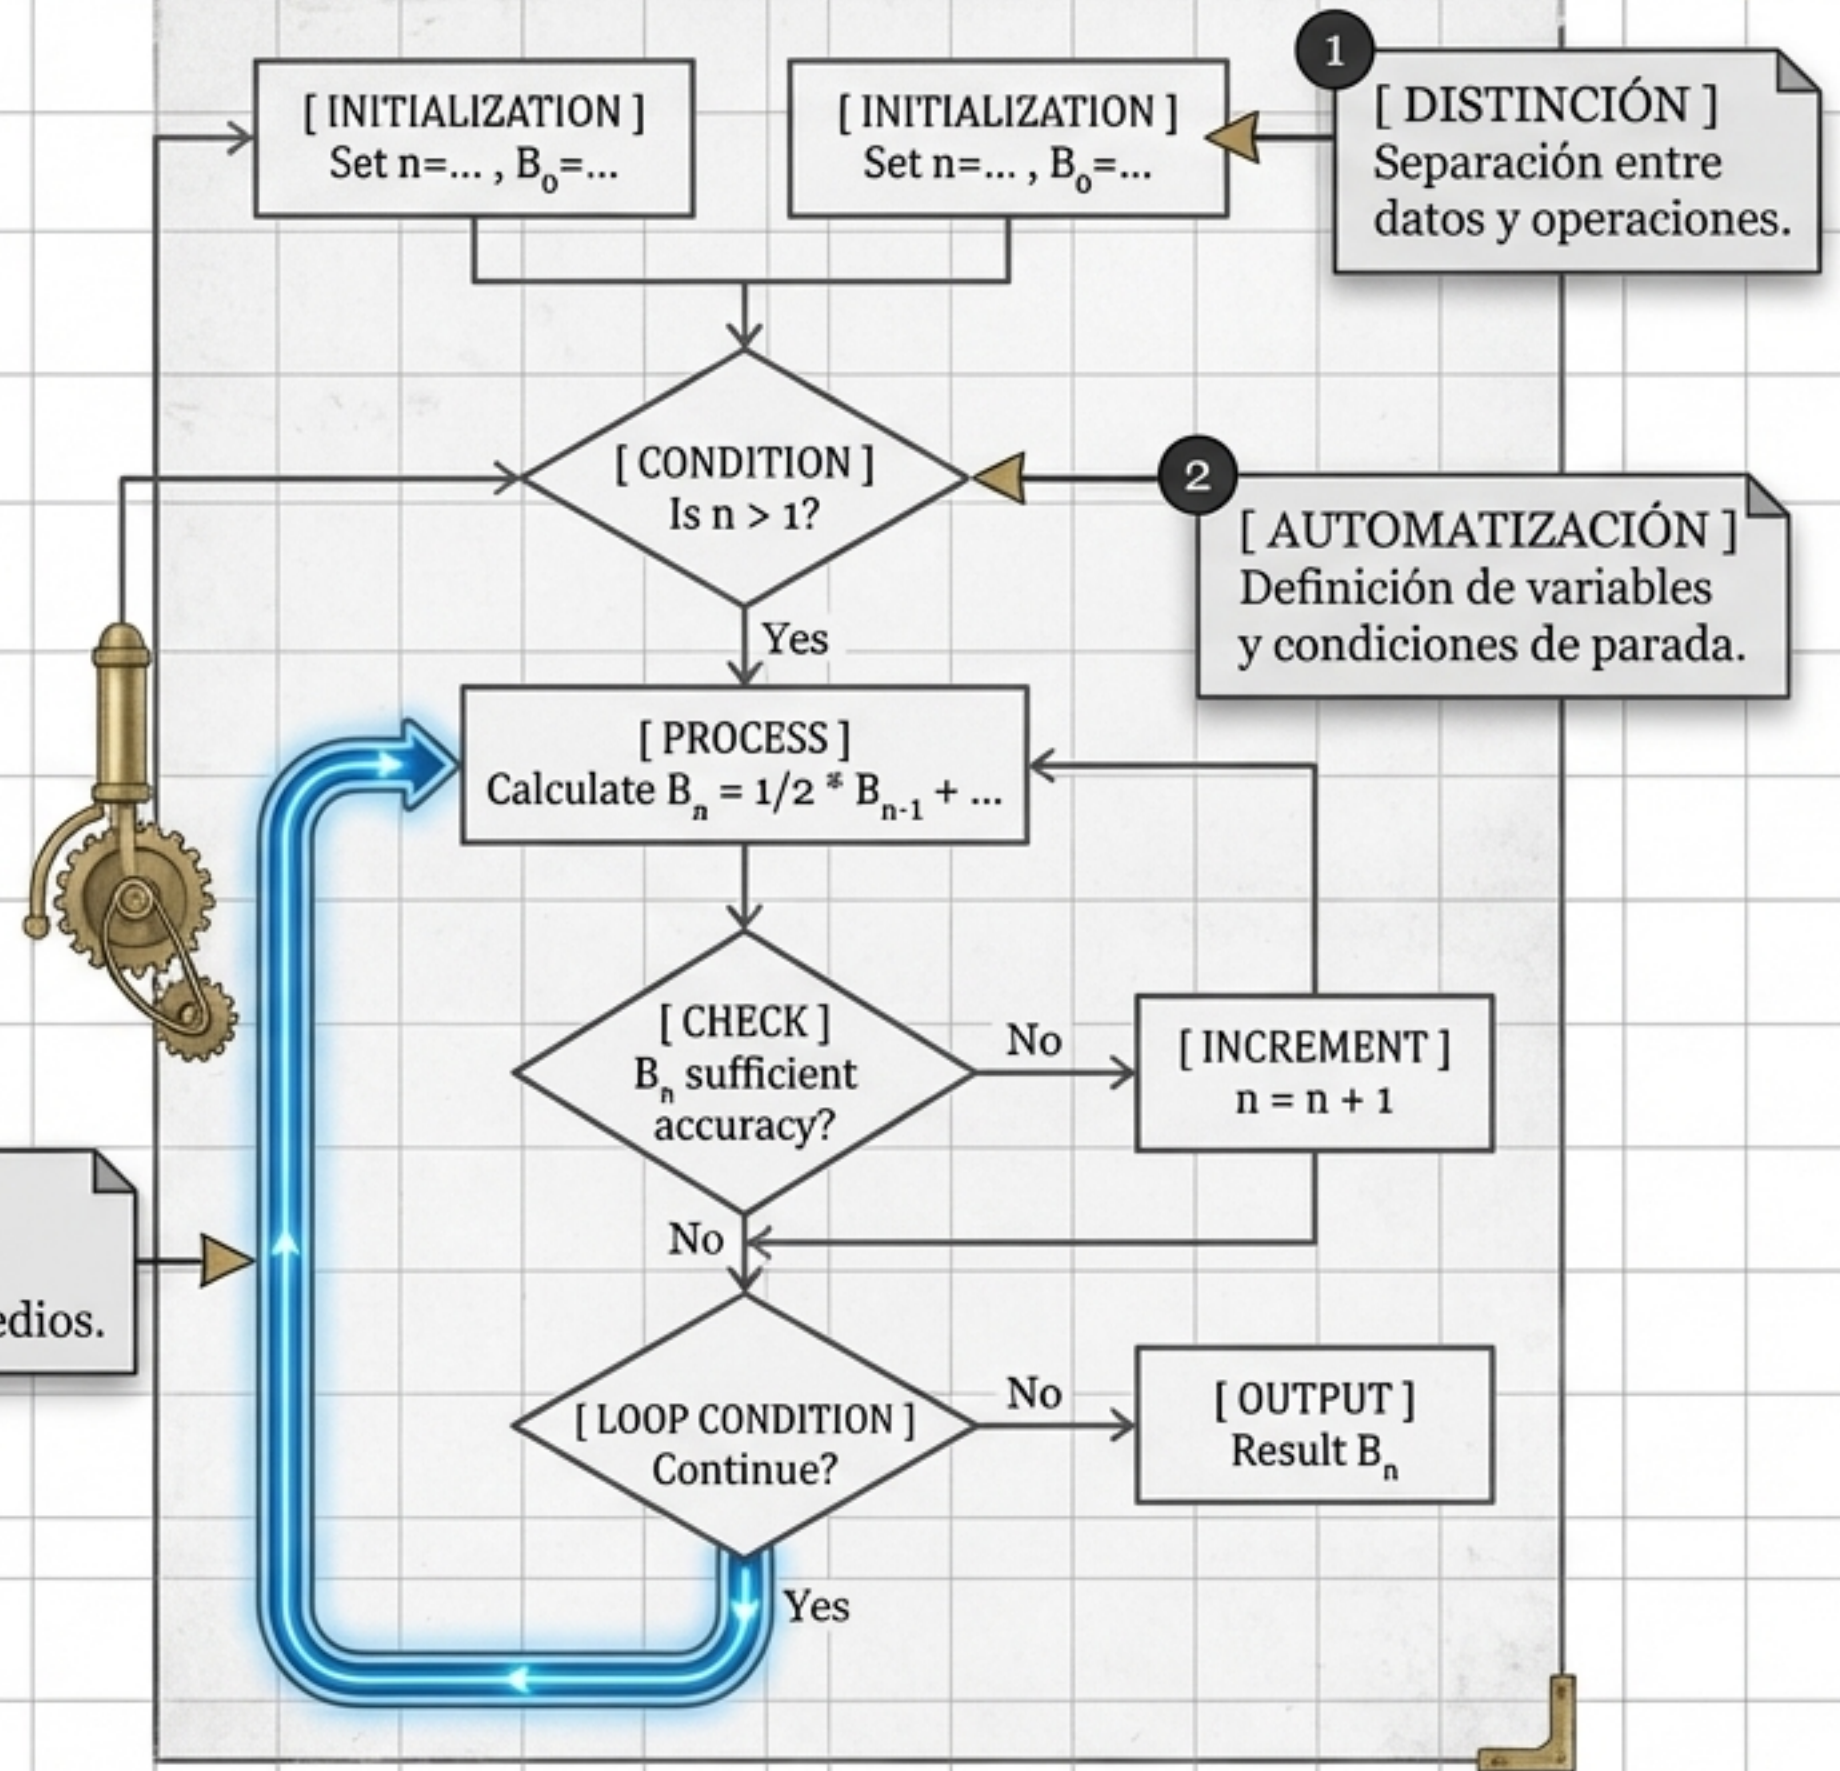 [ INITIALIZATION ]
Set n=... , B₀=...
[ INITIALIZATION ]
Set n=... , B₀=...
1
[ DISTINCIÓN ]
Separación entre
datos y operaciones.
[ CONDITION ]
Is n > 1?
2
[ AUTOMATIZACIÓN ]
Definición de variables
y condiciones de parada.
Yes
[ PROCESS ]
Calculate Bₙ = 1/2 * Bₙ₋₁ + ...
[ CHECK ]
Bₙ sufficient
accuracy?
No
[ INCREMENT ]
n = n + 1
No
edios.
[ LOOP CONDITION ]
Continue?
No
[ OUTPUT ]
Result Bₙ
Yes